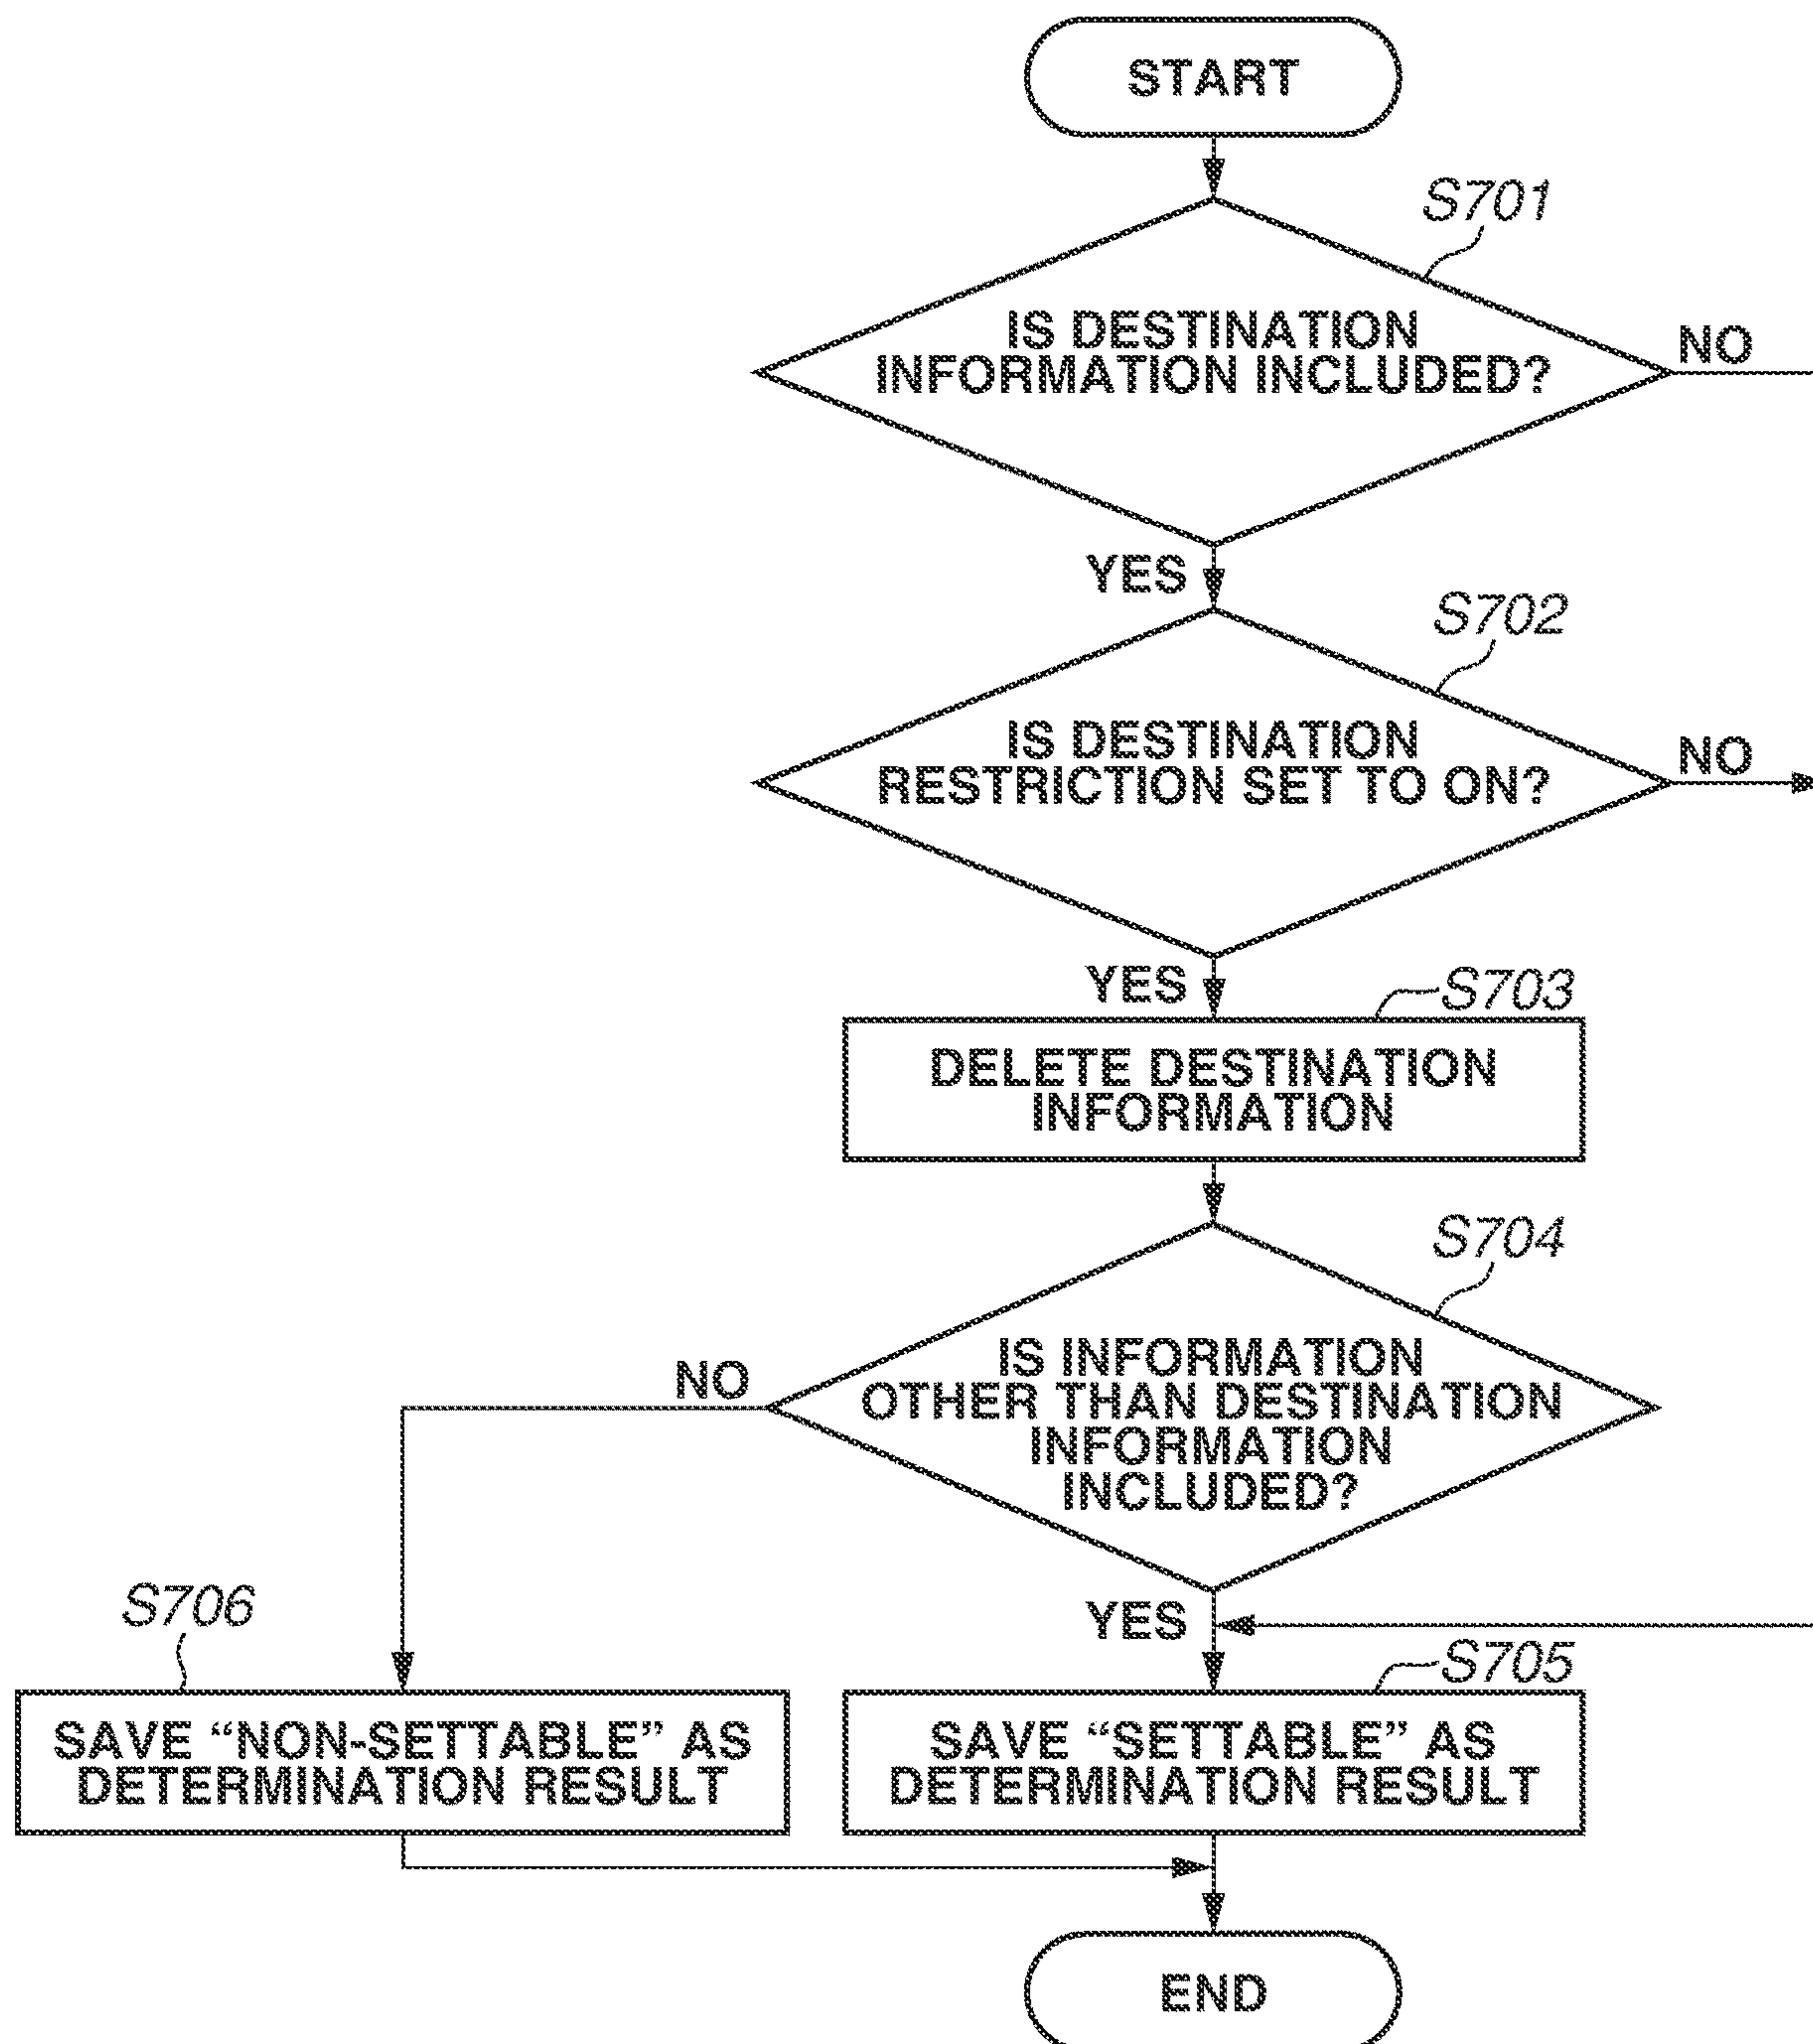 START
S701
IS DESTINATION
INFORMATION INCLUDED?
NO
YES
S702
IS DESTINATION
RESTRICTION SET TO ON?
NO
YES
S703
DELETE DESTINATION
INFORMATION
S704
IS INFORMATION
OTHER THAN DESTINATION
INFORMATION
INCLUDED?
NO
YES
S706
SAVE “NON-SETTABLE” AS
DETERMINATION RESULT
S705
SAVE “SETTABLE” AS
DETERMINATION RESULT
END